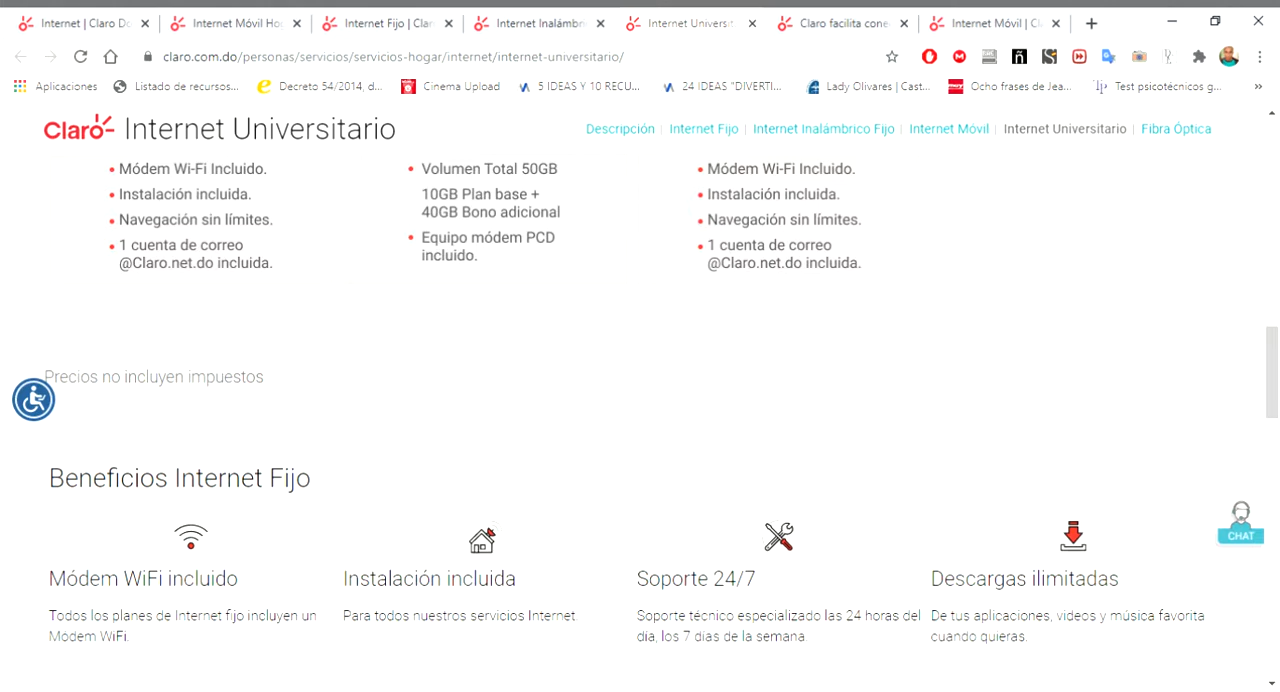 Internet | Claro Do
Internet Móvil Ho
Internet Fijo | Clar
Internet Inalámbr
Internet Universit
Claro facilita cone
Internet Móvil | Cl
claro.com.do/personas/servicios/servicios-hogar/internet/internet-universitario/
Aplicaciones
Listado de recursos...
Decreto 54/2014, d...
Cinema Upload
5 IDEAS Y 10 RECU...
24 IDEAS "DIVERTI...
Lady Olivares | Cast...
Ocho frases de Jea...
Test psicotécnicos g...
»
Claro Internet Universitario
Descripción | Internet Fijo | Internet Inalámbrico Fijo | Internet Móvil | Internet Universitario | Fibra Óptica
• Módem Wi-Fi Incluido.
• Instalación incluida.
• Navegación sin límites.
• 1 cuenta de correo
@Claro.net.do incluida.
• Volumen Total 50GB
10GB Plan base +
40GB Bono adicional
• Equipo módem PCD
incluido.
• Módem Wi-Fi Incluido.
• Instalación incluida.
• Navegación sin límites.
• 1 cuenta de correo
@Claro.net.do incluida.
Precios no incluyen impuestos
Beneficios Internet Fijo
CHAT
Módem WiFi incluido
Todos los planes de Internet fijo incluyen un
Modem WiFi.
Instalación incluida
Para todos nuestros servicios Internet.
Soporte 24/7
Soporte técnico especializado las 24 horas del
día, los 7 días de la semana.
Descargas ilimitadas
De tus aplicaciones, videos y música favorita
cuando quieras.